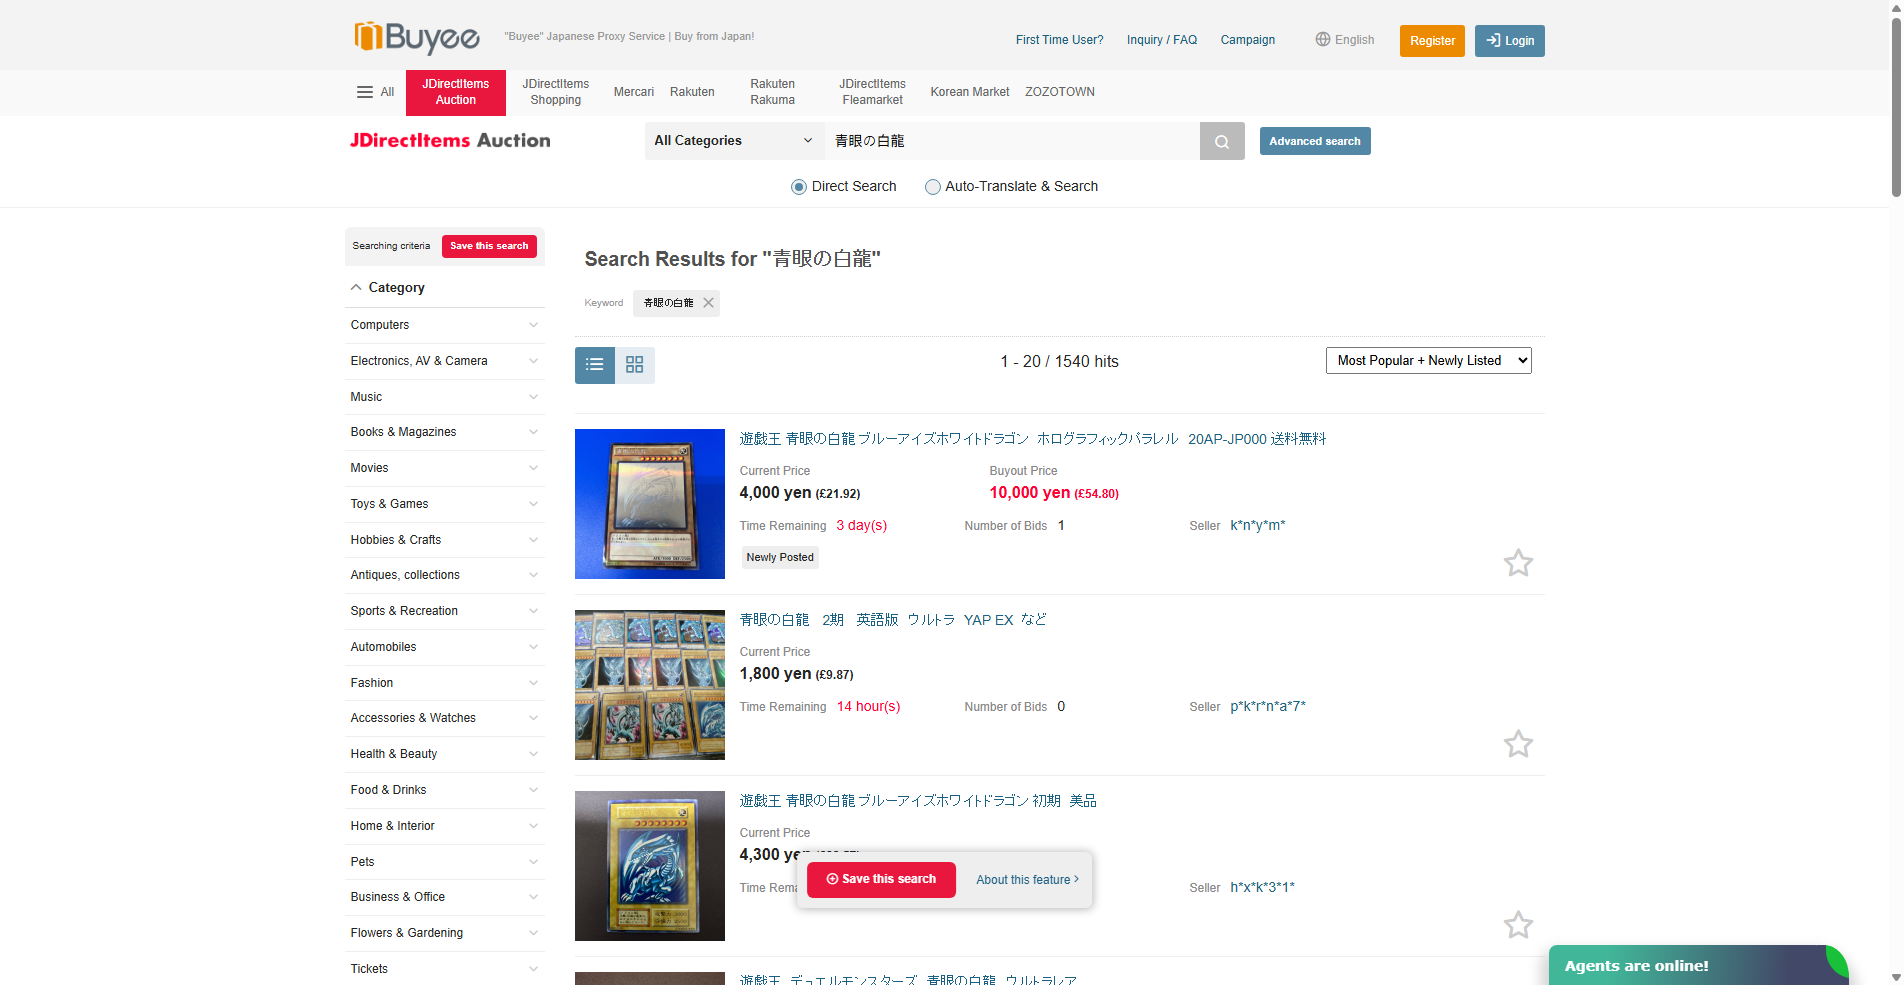 Buyee
"Buyee" Japanese Proxy Service | Buy from Japan!
First Time User?
Inquiry / FAQ
Campaign
English
Register
Login
All
JDirectItems
Auction
JDirectItems
Shopping
Mercari
Rakuten
Rakuten
Rakuma
JDirectItems
Fleamarket
Korean Market
ZOZOTOWN
JDirectItems Auction
All Categories
青眼の白龍
Advanced search
Direct Search
Auto-Translate & Search
Searching criteria
Save this search
Category
Computers
Electronics, AV & Camera
Music
Books & Magazines
Movies
Toys & Games
Hobbies & Crafts
Antiques, collections
Sports & Recreation
Automobiles
Fashion
Accessories & Watches
Health & Beauty
Food & Drinks
Home & Interior
Pets
Business & Office
Flowers & Gardening
Tickets
Search Results for "青眼の白龍"
Keyword
青眼の白龍
1 - 20 / 1540 hits
Most Popular + Newly Listed
遊戯王 青眼の白龍 ブルーアイズホワイトドラゴン ホログラフィックパラレル 20AP-JP000 送料無料
Current Price
4,000 yen (£21.92)
Buyout Price
10,000 yen (£54.80)
Time Remaining 3 day(s)
Number of Bids 1
Seller k*n*y*m*
Newly Posted
青眼の白龍 2期 英語版 ウルトラ YAP EX など
Current Price
1,800 yen (£9.87)
Time Remaining 14 hour(s)
Number of Bids 0
Seller p*k*r*n*a*7*
遊戯王 青眼の白龍 ブルーアイズホワイトドラゴン 初期 美品
Current Price
4,300 yen
Time
Seller h*x*k*3*1*
Save this search
About this feature
遊戯王 デュエルモンスターズ 青眼の白龍 ウルトラレア
Agents are online!